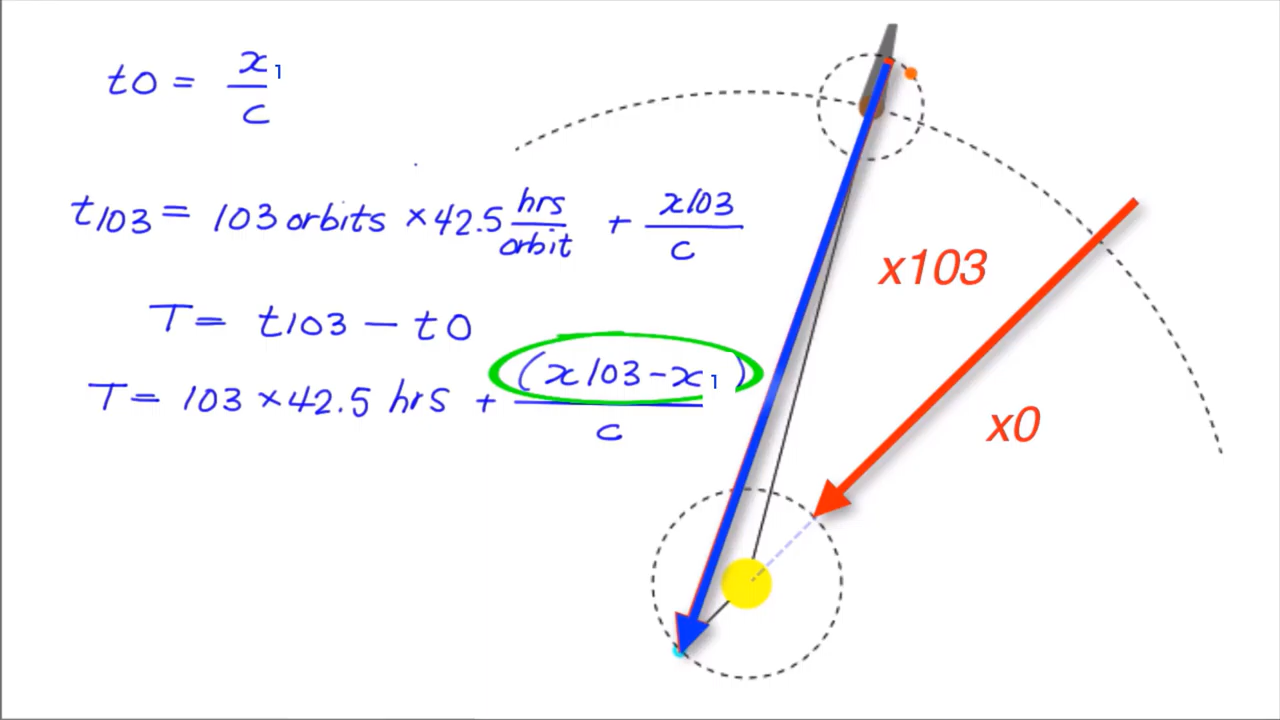 t0 = x1/c
t103 = 103 orbits × 42.5 hrs/orbit + x103/c
T = t103 − t0
T = 103 × 42.5 hrs + (x103 − x1)/c
x103
x0